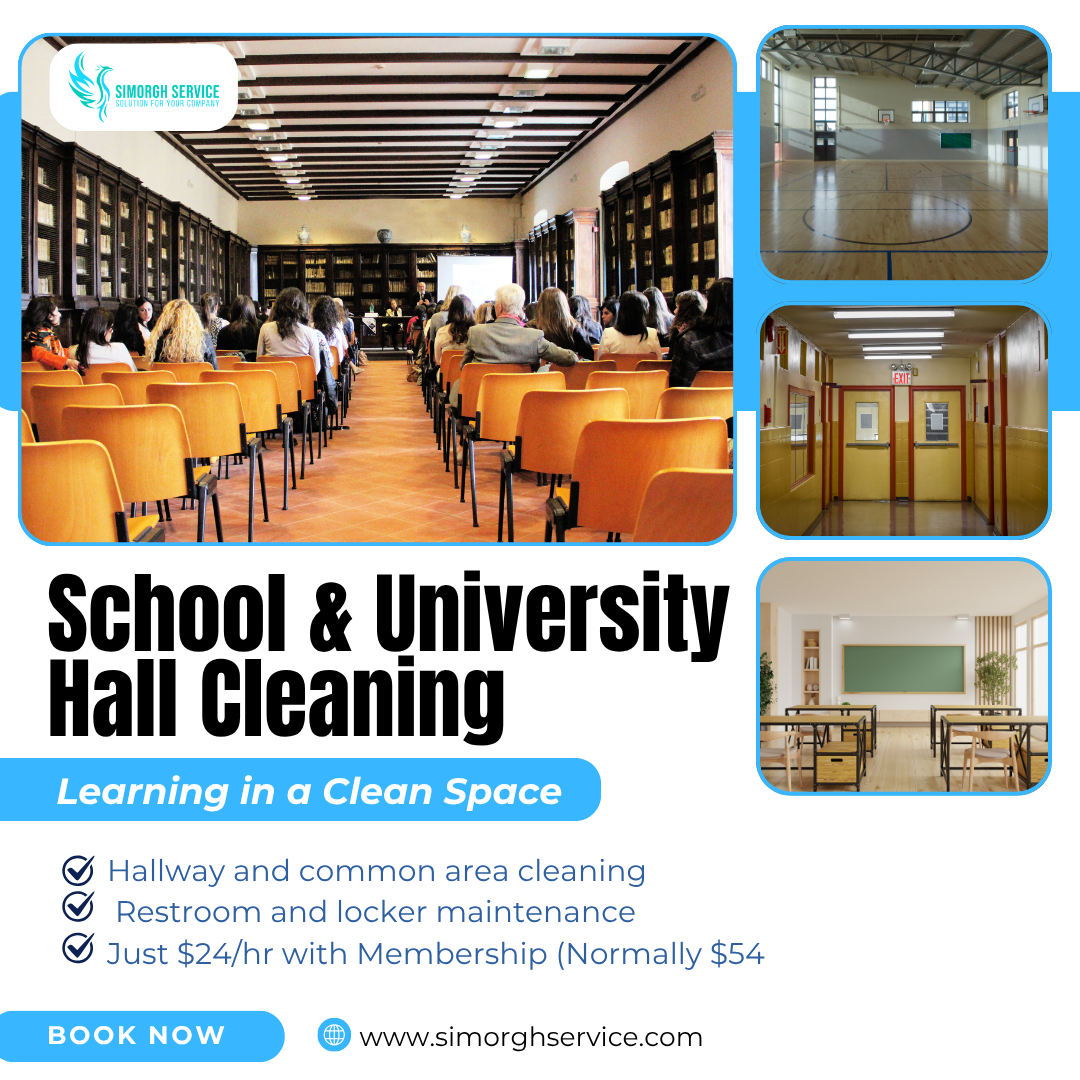 SIMORGH SERVICE
SOLUTION FOR YOUR COMPANY
EXIT
School & University
Hall Cleaning
Learning in a Clean Space
Hallway and common area cleaning
Restroom and locker maintenance
Just $24/hr with Membership (Normally $54
BOOK NOW
www.simorghservice.com